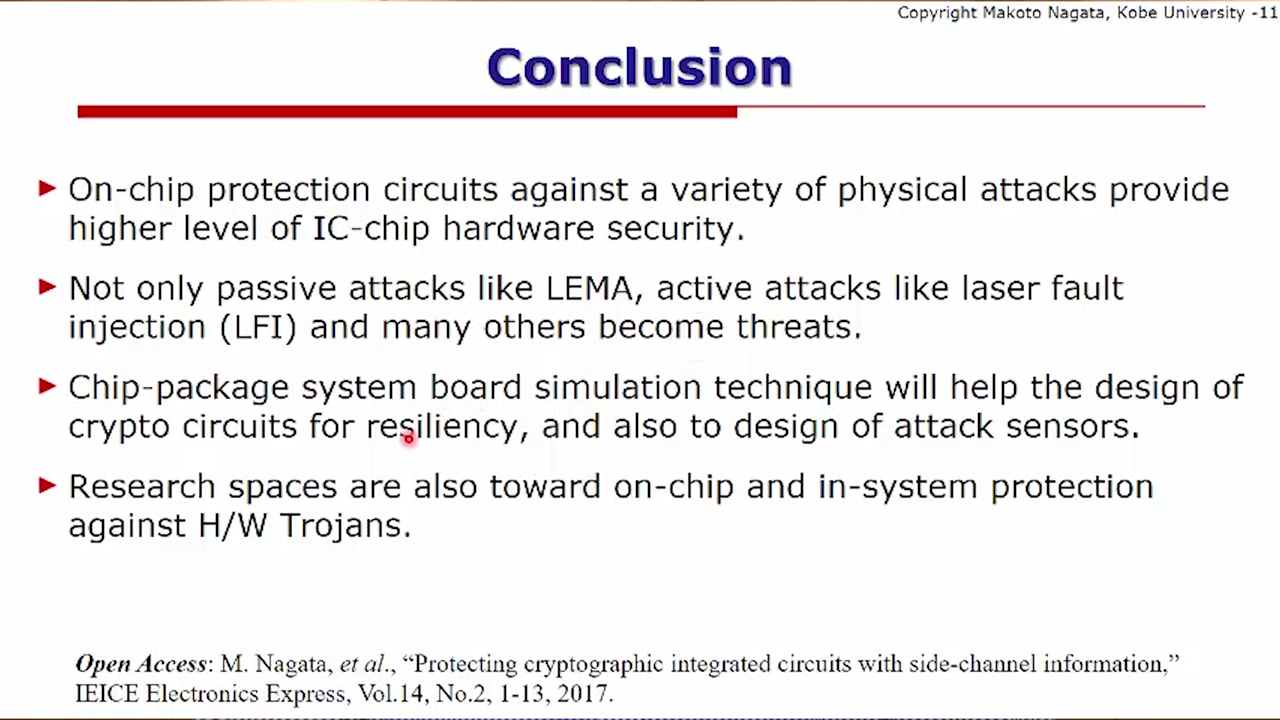 Copyright Makoto Nagata, Kobe University -11
Conclusion
On-chip protection circuits against a variety of physical attacks provide
higher level of IC-chip hardware security.
Not only passive attacks like LEMA, active attacks like laser fault
injection (LFI) and many others become threats.
Chip-package system board simulation technique will help the design of
crypto circuits for resiliency, and also to design of attack sensors.
Research spaces are also toward on-chip and in-system protection
against H/W Trojans.
Open Access: M. Nagata, et al., “Protecting cryptographic integrated circuits with side-channel information,”
IEICE Electronics Express, Vol.14, No.2, 1-13, 2017.